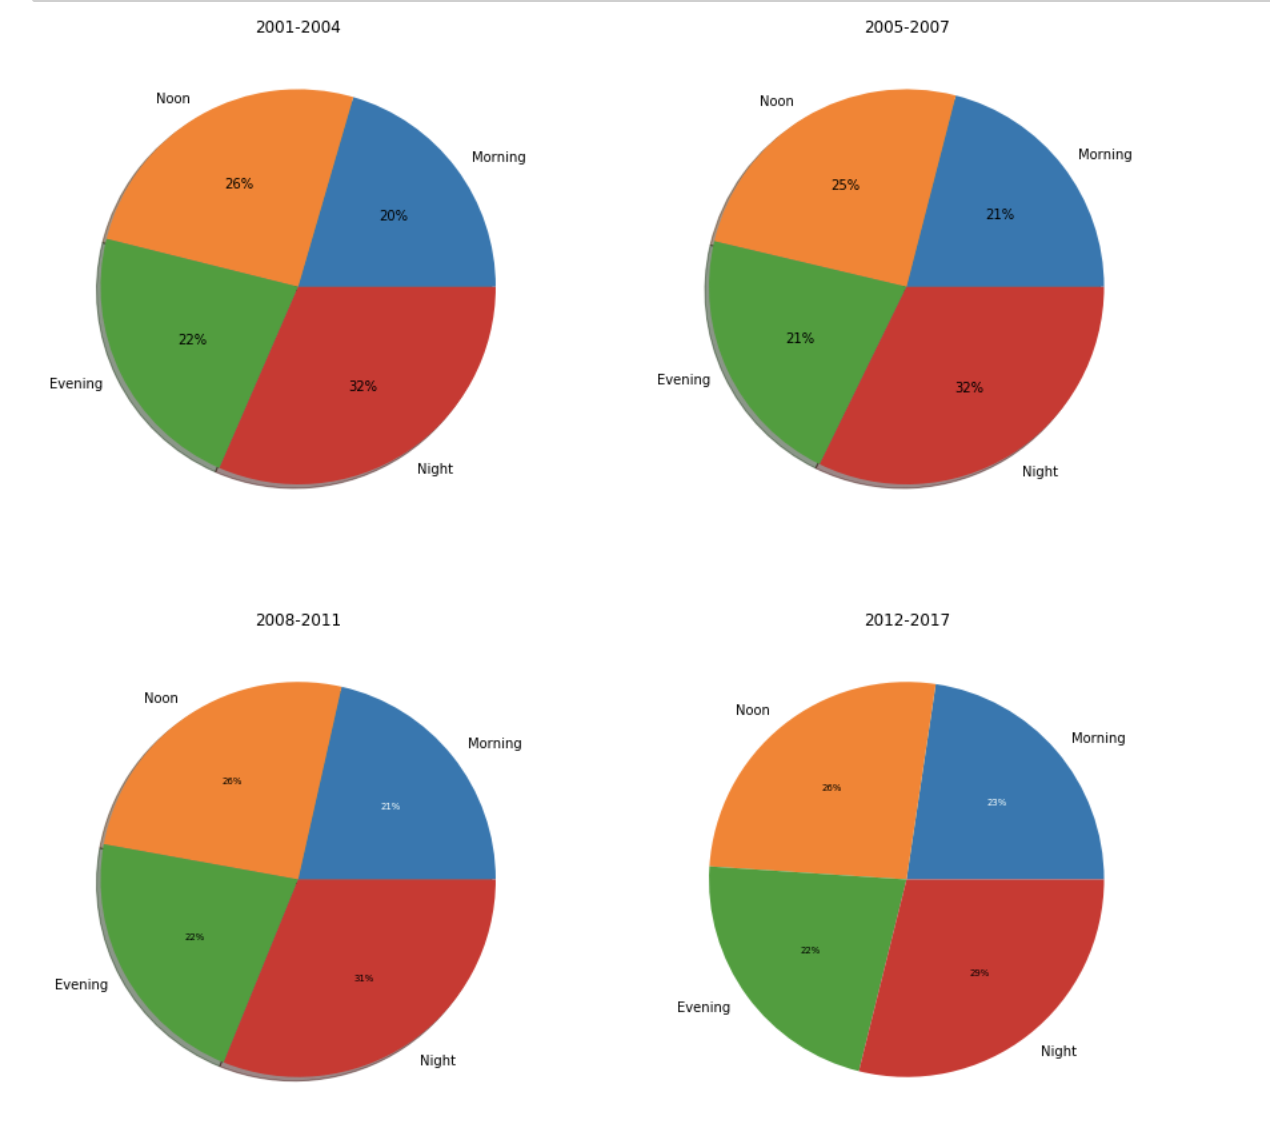 2001-2004
Noon
Morning
26%
20%
22%
Evening
32%
Night
2005-2007
Noon
Morning
25%
21%
21%
Evening
32%
Night
2008-2011
Noon
Morning
26%
21%
22%
Evening
31%
Night
2012-2017
Noon
Morning
26%
23%
22%
Evening
29%
Night